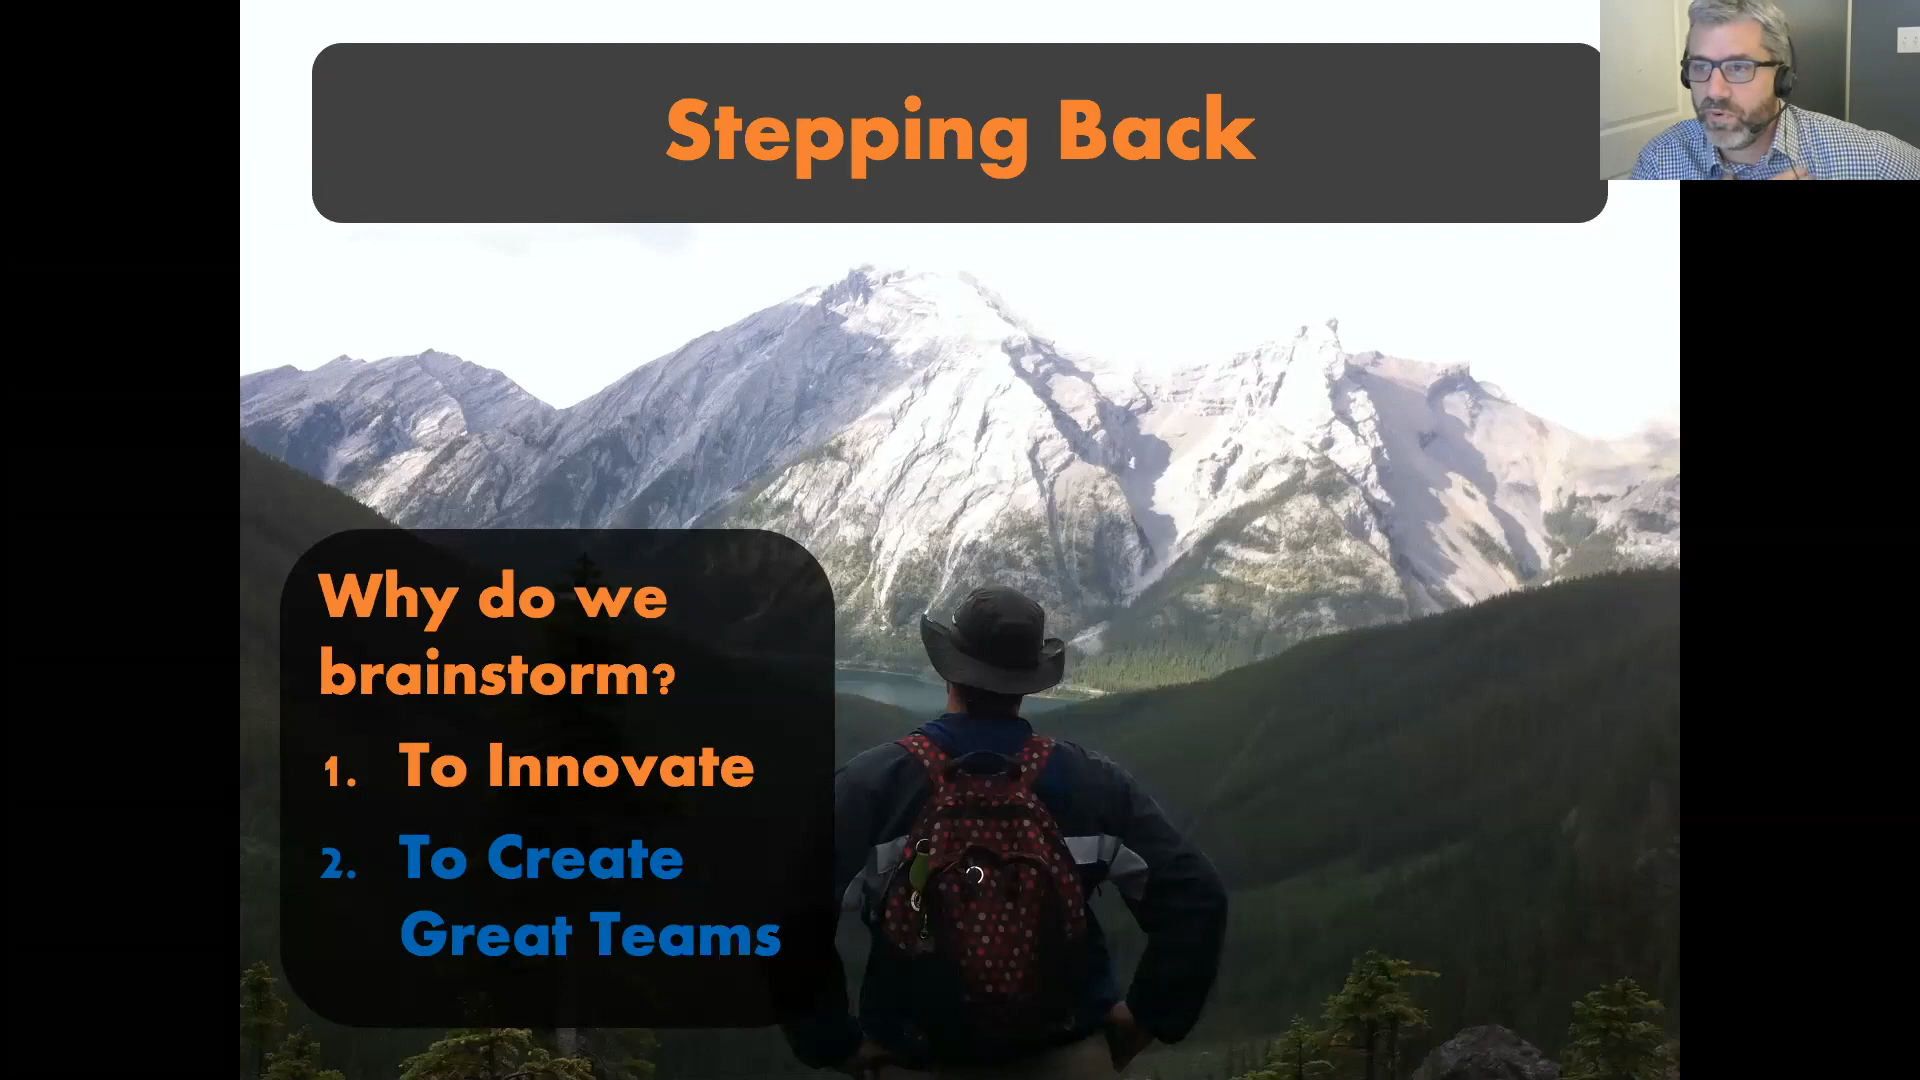 Stepping Back
Why do we
brainstorm?
1. To Innovate
2. To Create
Great Teams